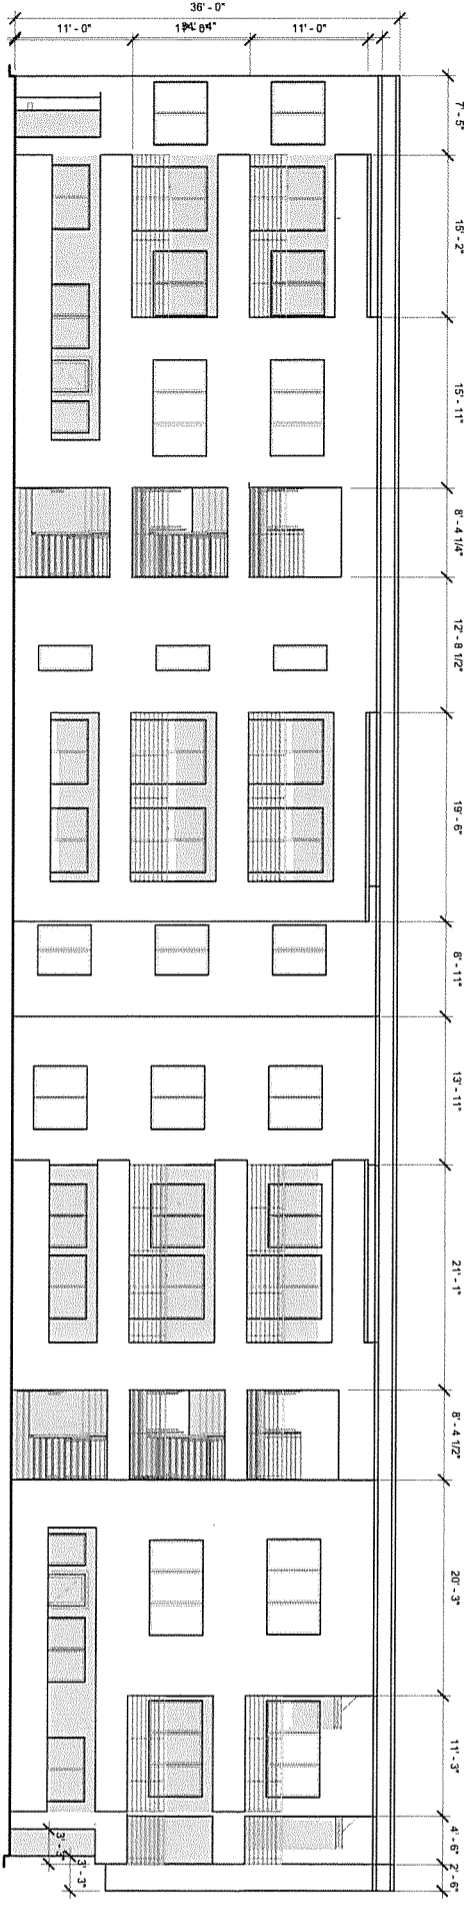 36' - 0"
11' - 0"
11' - 0"
7' - 5"
15' - 2"
15' - 11"
8' - 4 1/4"
12' - 8 1/2"
19' - 6"
8' - 11"
13' - 11"
21' - 1"
8' - 4 1/2"
20' - 3"
11' - 3"
4' - 6"
2' - 6"
3' - 3"